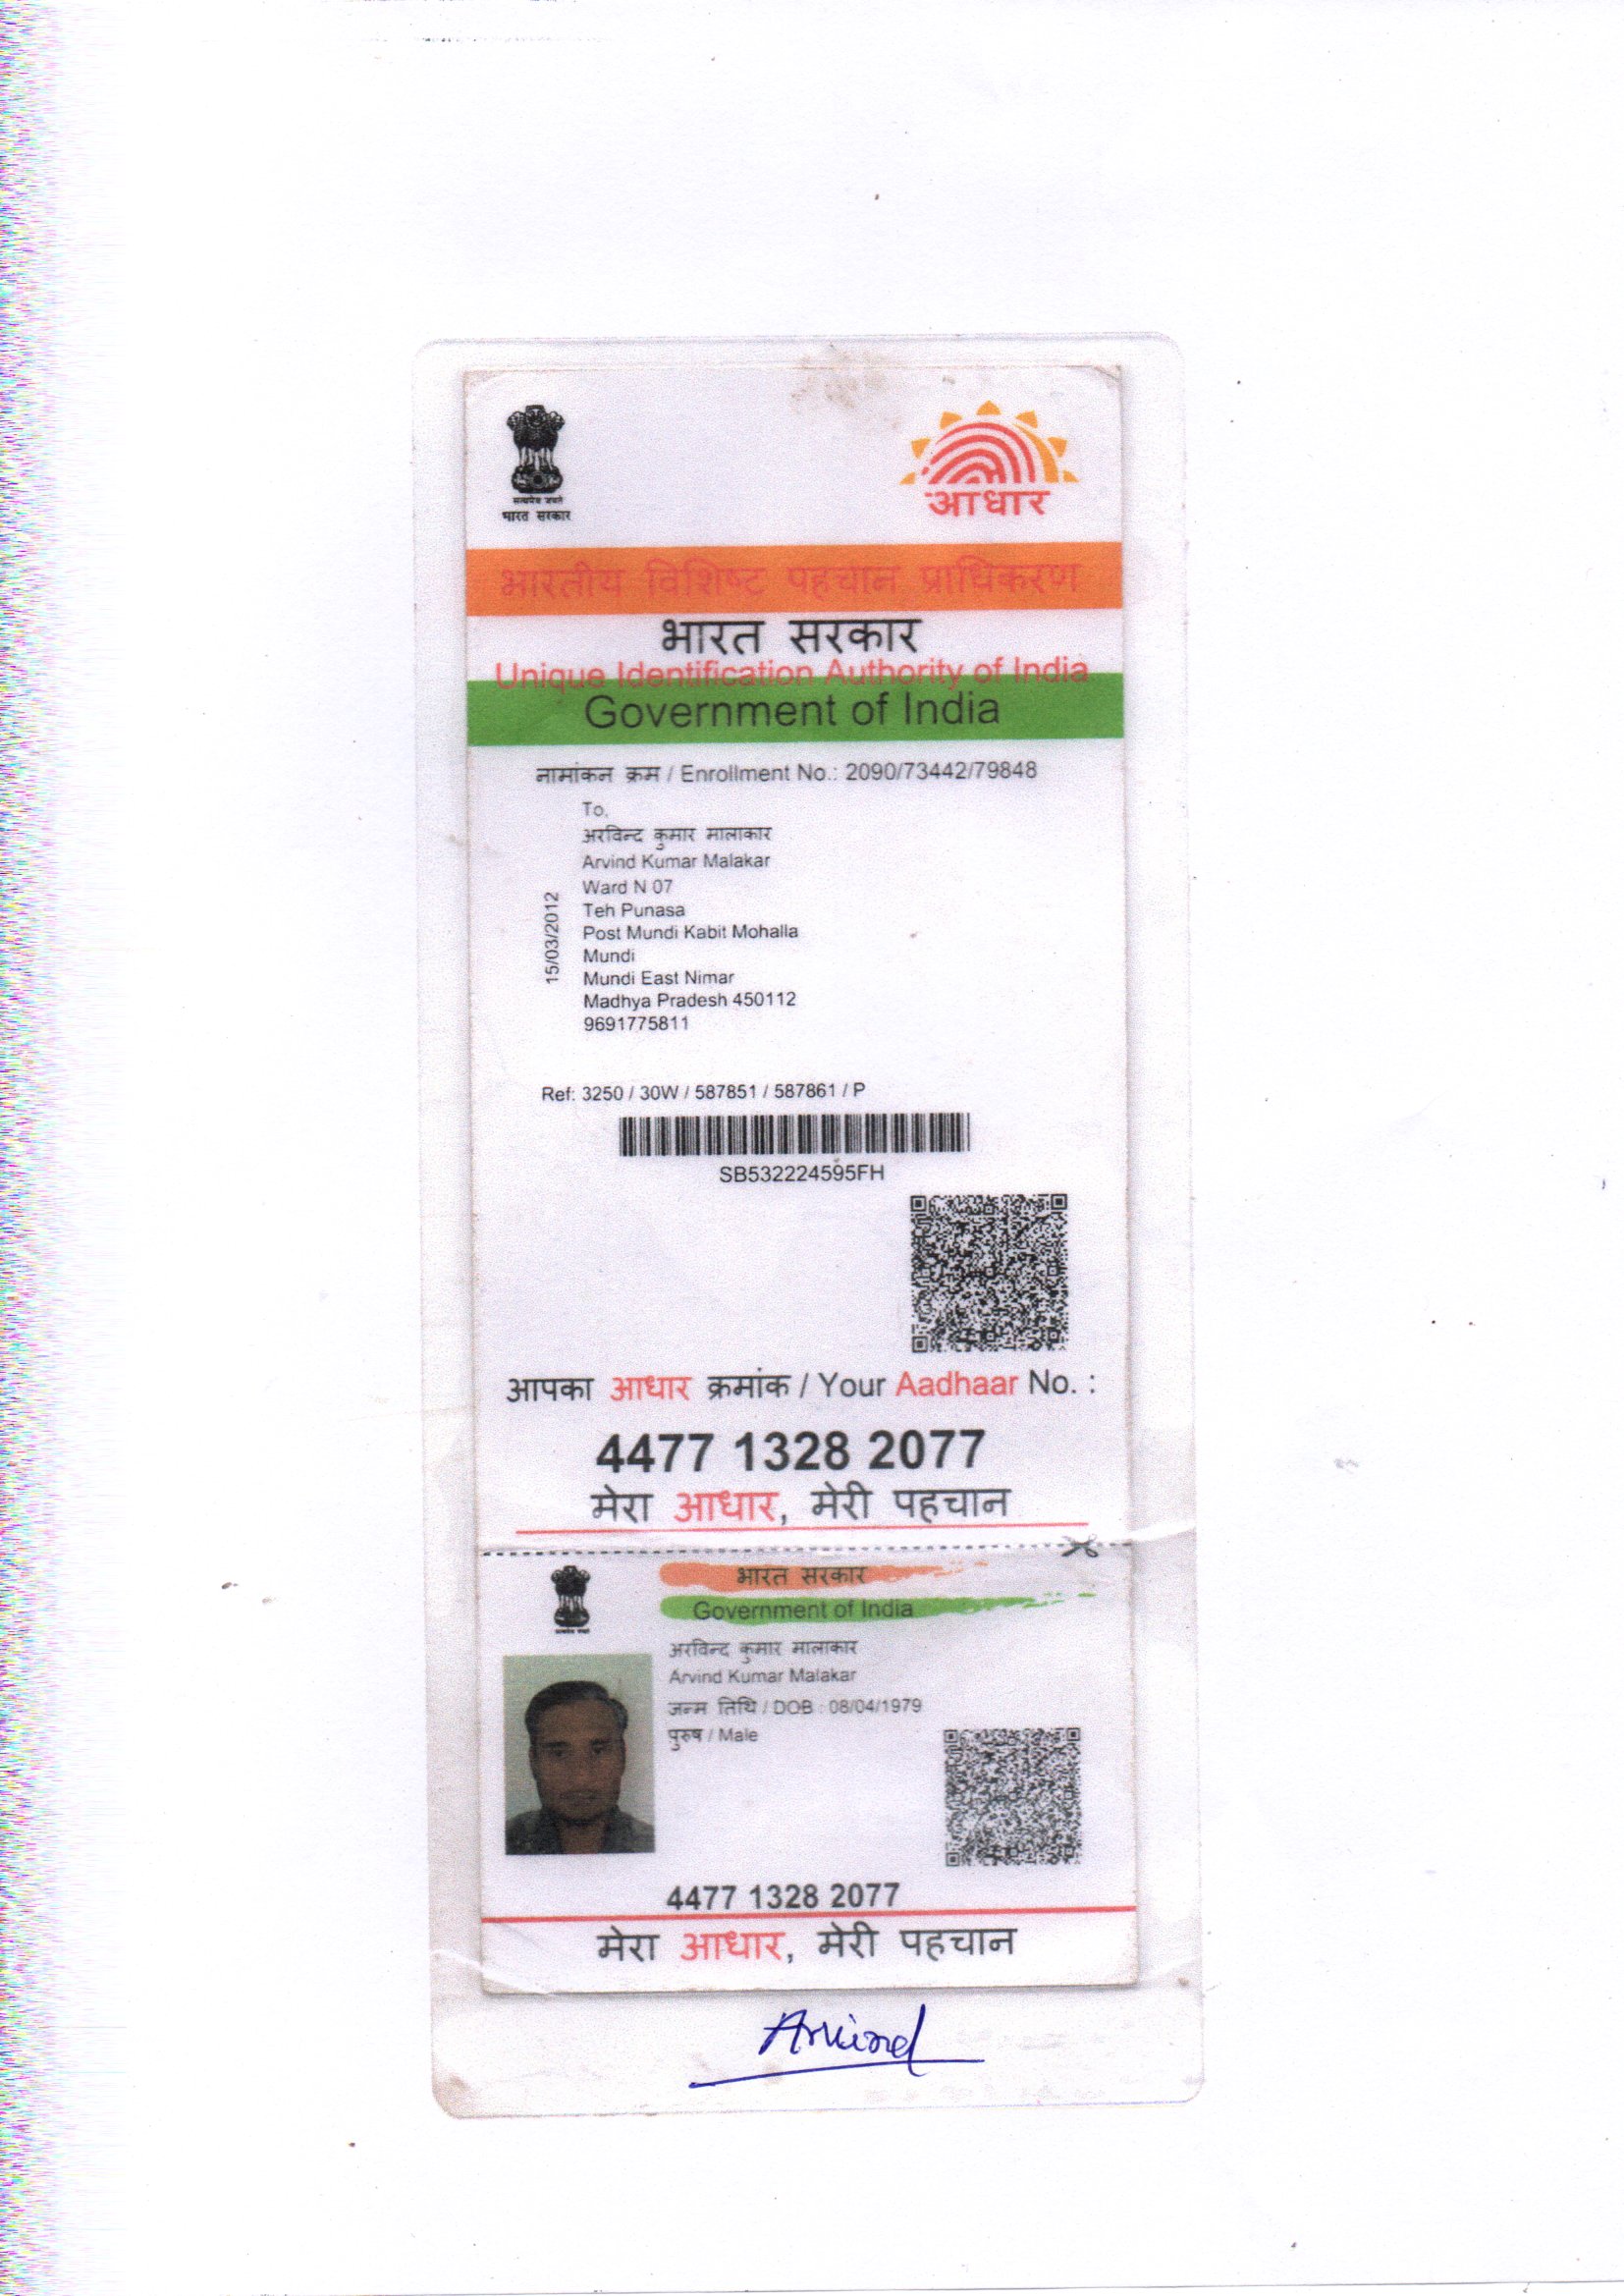 सत्यमेव जयते
भारत सरकार
आधार
भारतीय विशिष्ट पहचान प्राधिकरण
भारत सरकार
Unique Identification Authority of India
Government of India
नामांकन क्रम / Enrollment No.: 2090/73442/79848
To,
अरविन्द कुमार मालाकार
Arvind Kumar Malakar
Ward N 07
Teh Punasa
Post Mundi Kabit Mohalla
Mundi
Mundi East Nimar
Madhya Pradesh 450112
9691775811
15/03/2012
Ref: 3250 / 30W / 587851 / 587861 / P
SB532224595FH
आपका आधार क्रमांक / Your Aadhaar No. :
4477 1328 2077
मेरा आधार, मेरी पहचान
भारत सरकार
Government of India
अरविन्द कुमार मालाकार
Arvind Kumar Malakar
जन्म तिथि / DOB : 08/04/1979
पुरुष / Male
4477 1328 2077
मेरा आधार, मेरी पहचान
Arvind